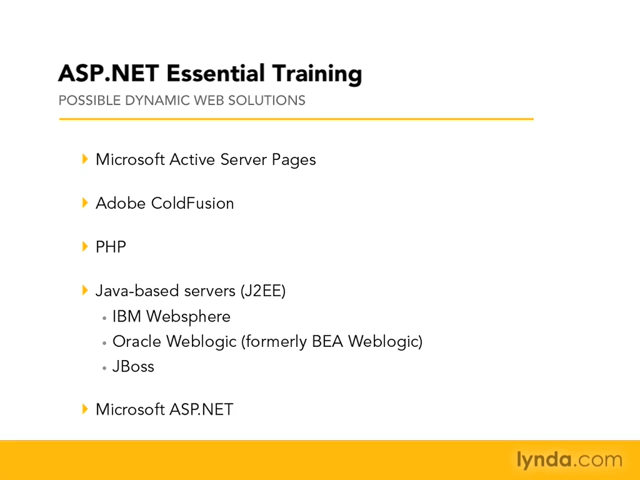 ASP.NET Essential Training
POSSIBLE DYNAMIC WEB SOLUTIONS
Microsoft Active Server Pages
Adobe ColdFusion
PHP
Java-based servers (J2EE)
IBM Websphere
Oracle Weblogic (formerly BEA Weblogic)
JBoss
Microsoft ASP.NET
lynda.com